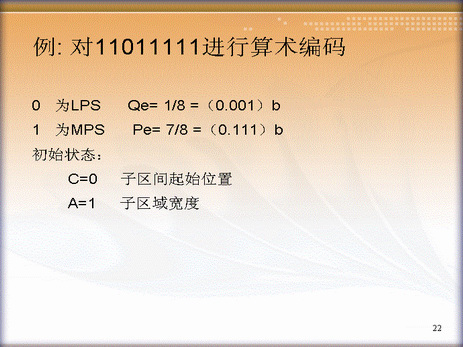 例: 对11011111进行算术编码
0 为LPS Qe= 1/8 =（0.001）b
1 为MPS Pe= 7/8 =（0.111）b
初始状态:
C=0 子区间起始位置
A=1 子区域宽度
22